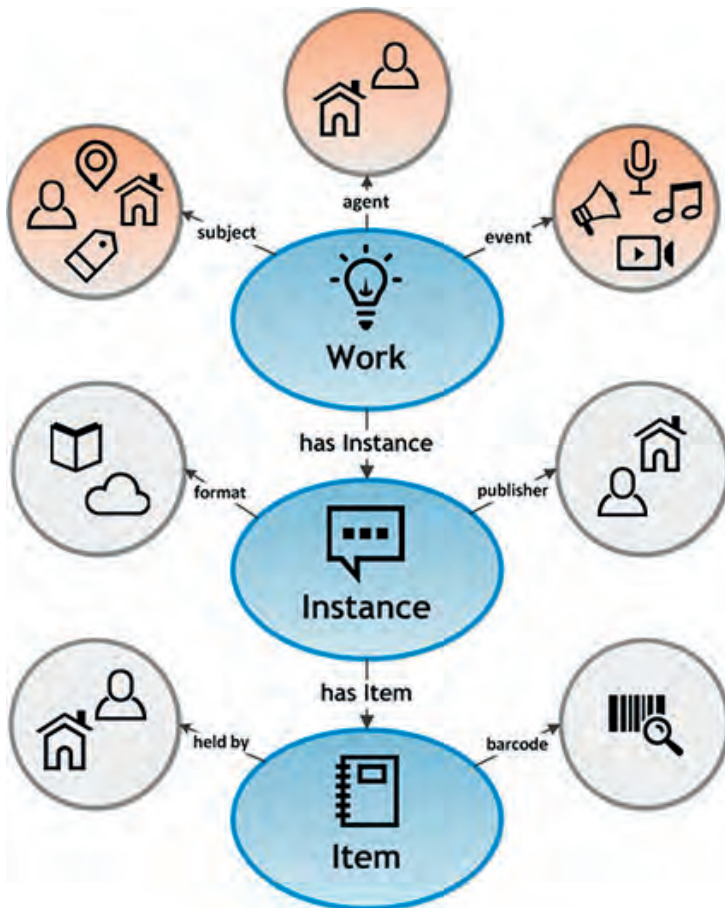 agent
subject
event
Work
has Instance
format
publisher
Instance
has Item
held by
barcode
Item